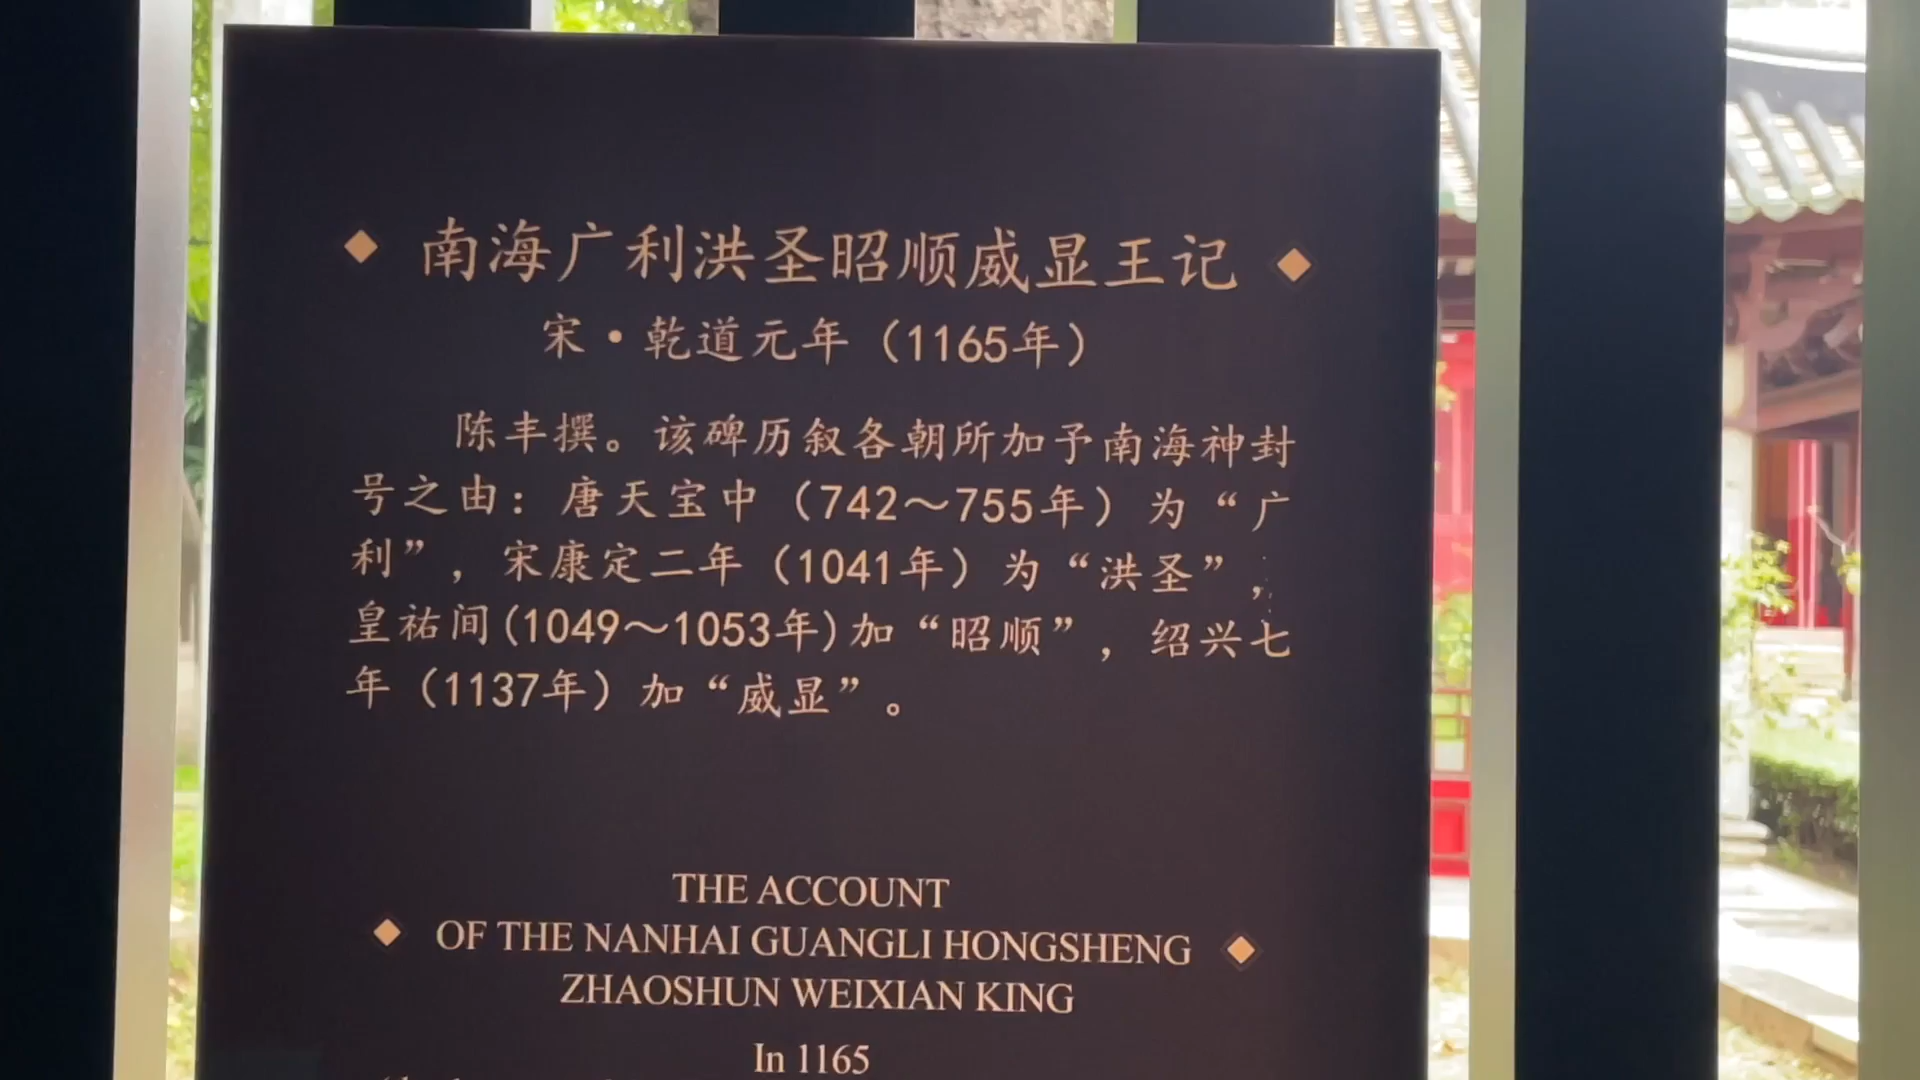 南海广利洪圣昭顺威显王记
宋·乾道元年（1165年）
陈丰撰。该碑历叙各朝所加予南海神封
号之由：唐天宝中（742～755年）为“广
利”，宋康定二年（1041年）为“洪圣”，
皇祐间(1049～1053年)加“昭顺”，绍兴七
年（1137年）加“威显”。
THE ACCOUNT
OF THE NANHAI GUANGLI HONGSHENG
ZHAOSHUN WEIXIAN KING
In 1165